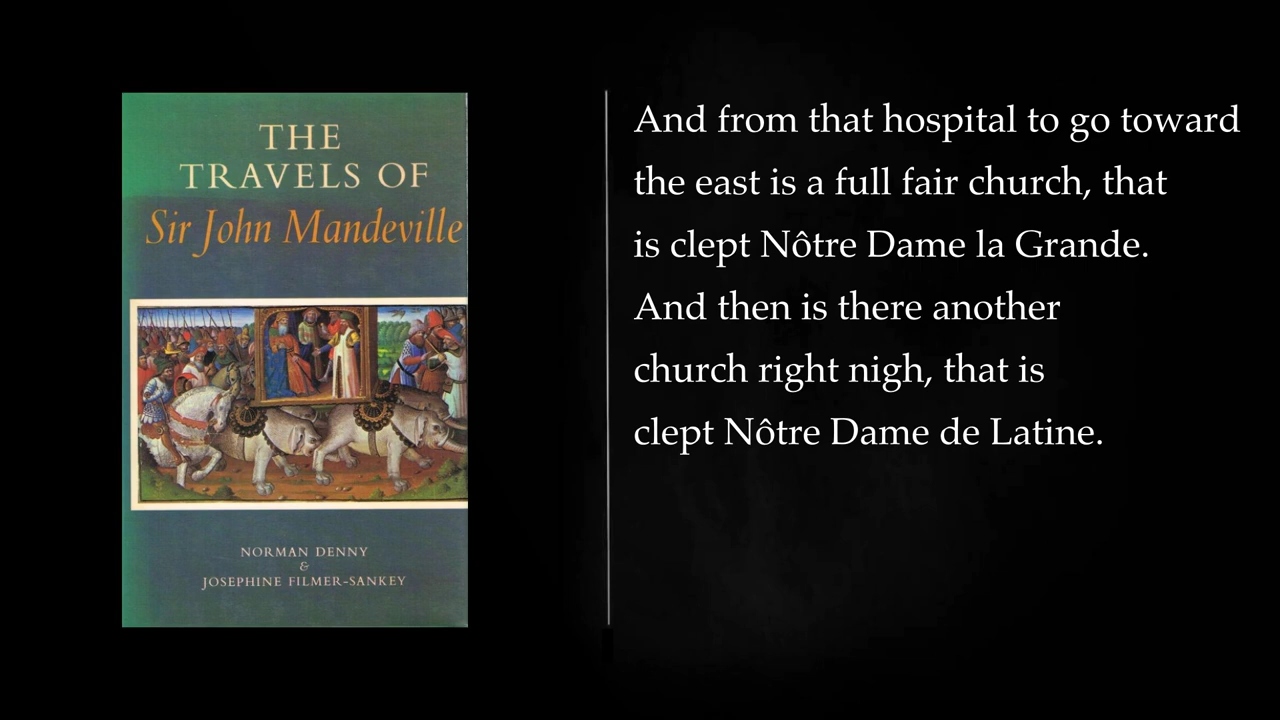 THE
TRAVELS OF
Sir John Mandeville
NORMAN DENNY
&
JOSEPHINE FILMER-SANKEY
And from that hospital to go toward
the east is a full fair church, that
is clept Nôtre Dame la Grande.
And then is there another
church right nigh, that is
clept Nôtre Dame de Latine.